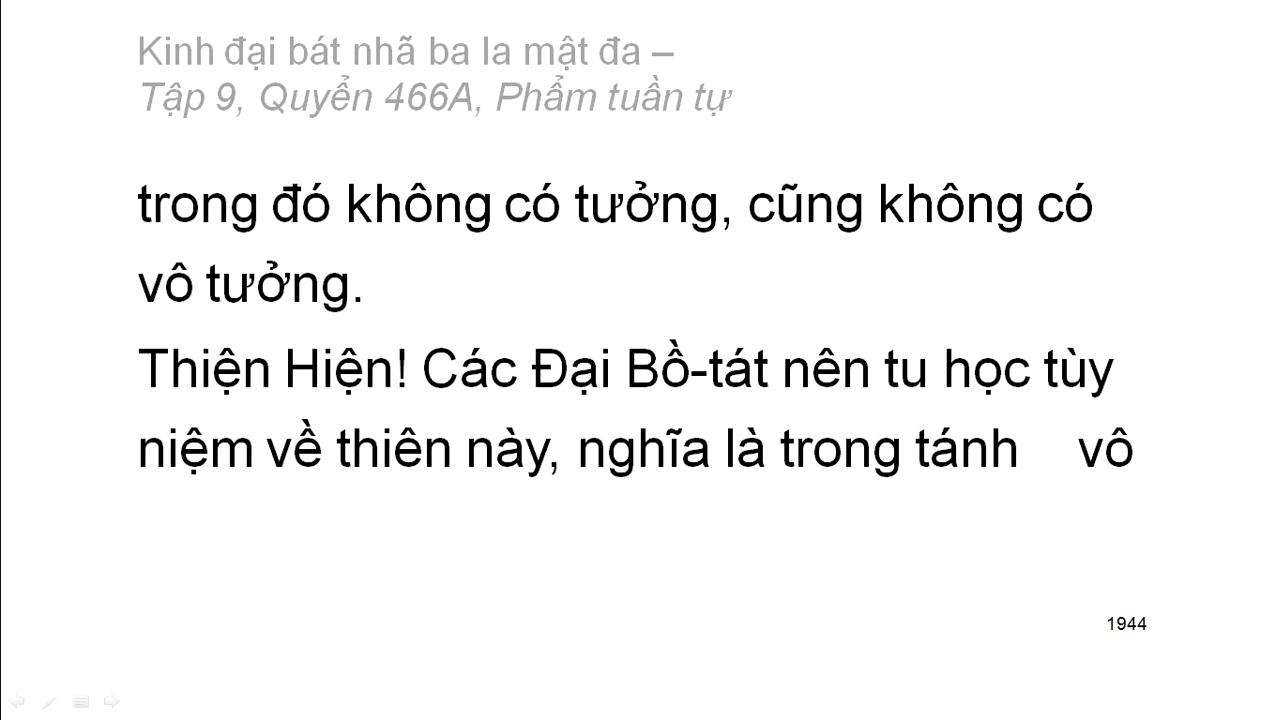 Kinh đại bát nhã ba la mật đa –
Tập 9, Quyển 466A, Phẩm tuần tự
trong đó không có tưởng, cũng không có
vô tưởng.
Thiện Hiện! Các Đại Bồ-tát nên tu học tùy
niệm về thiên này, nghĩa là trong tánh vô
1944